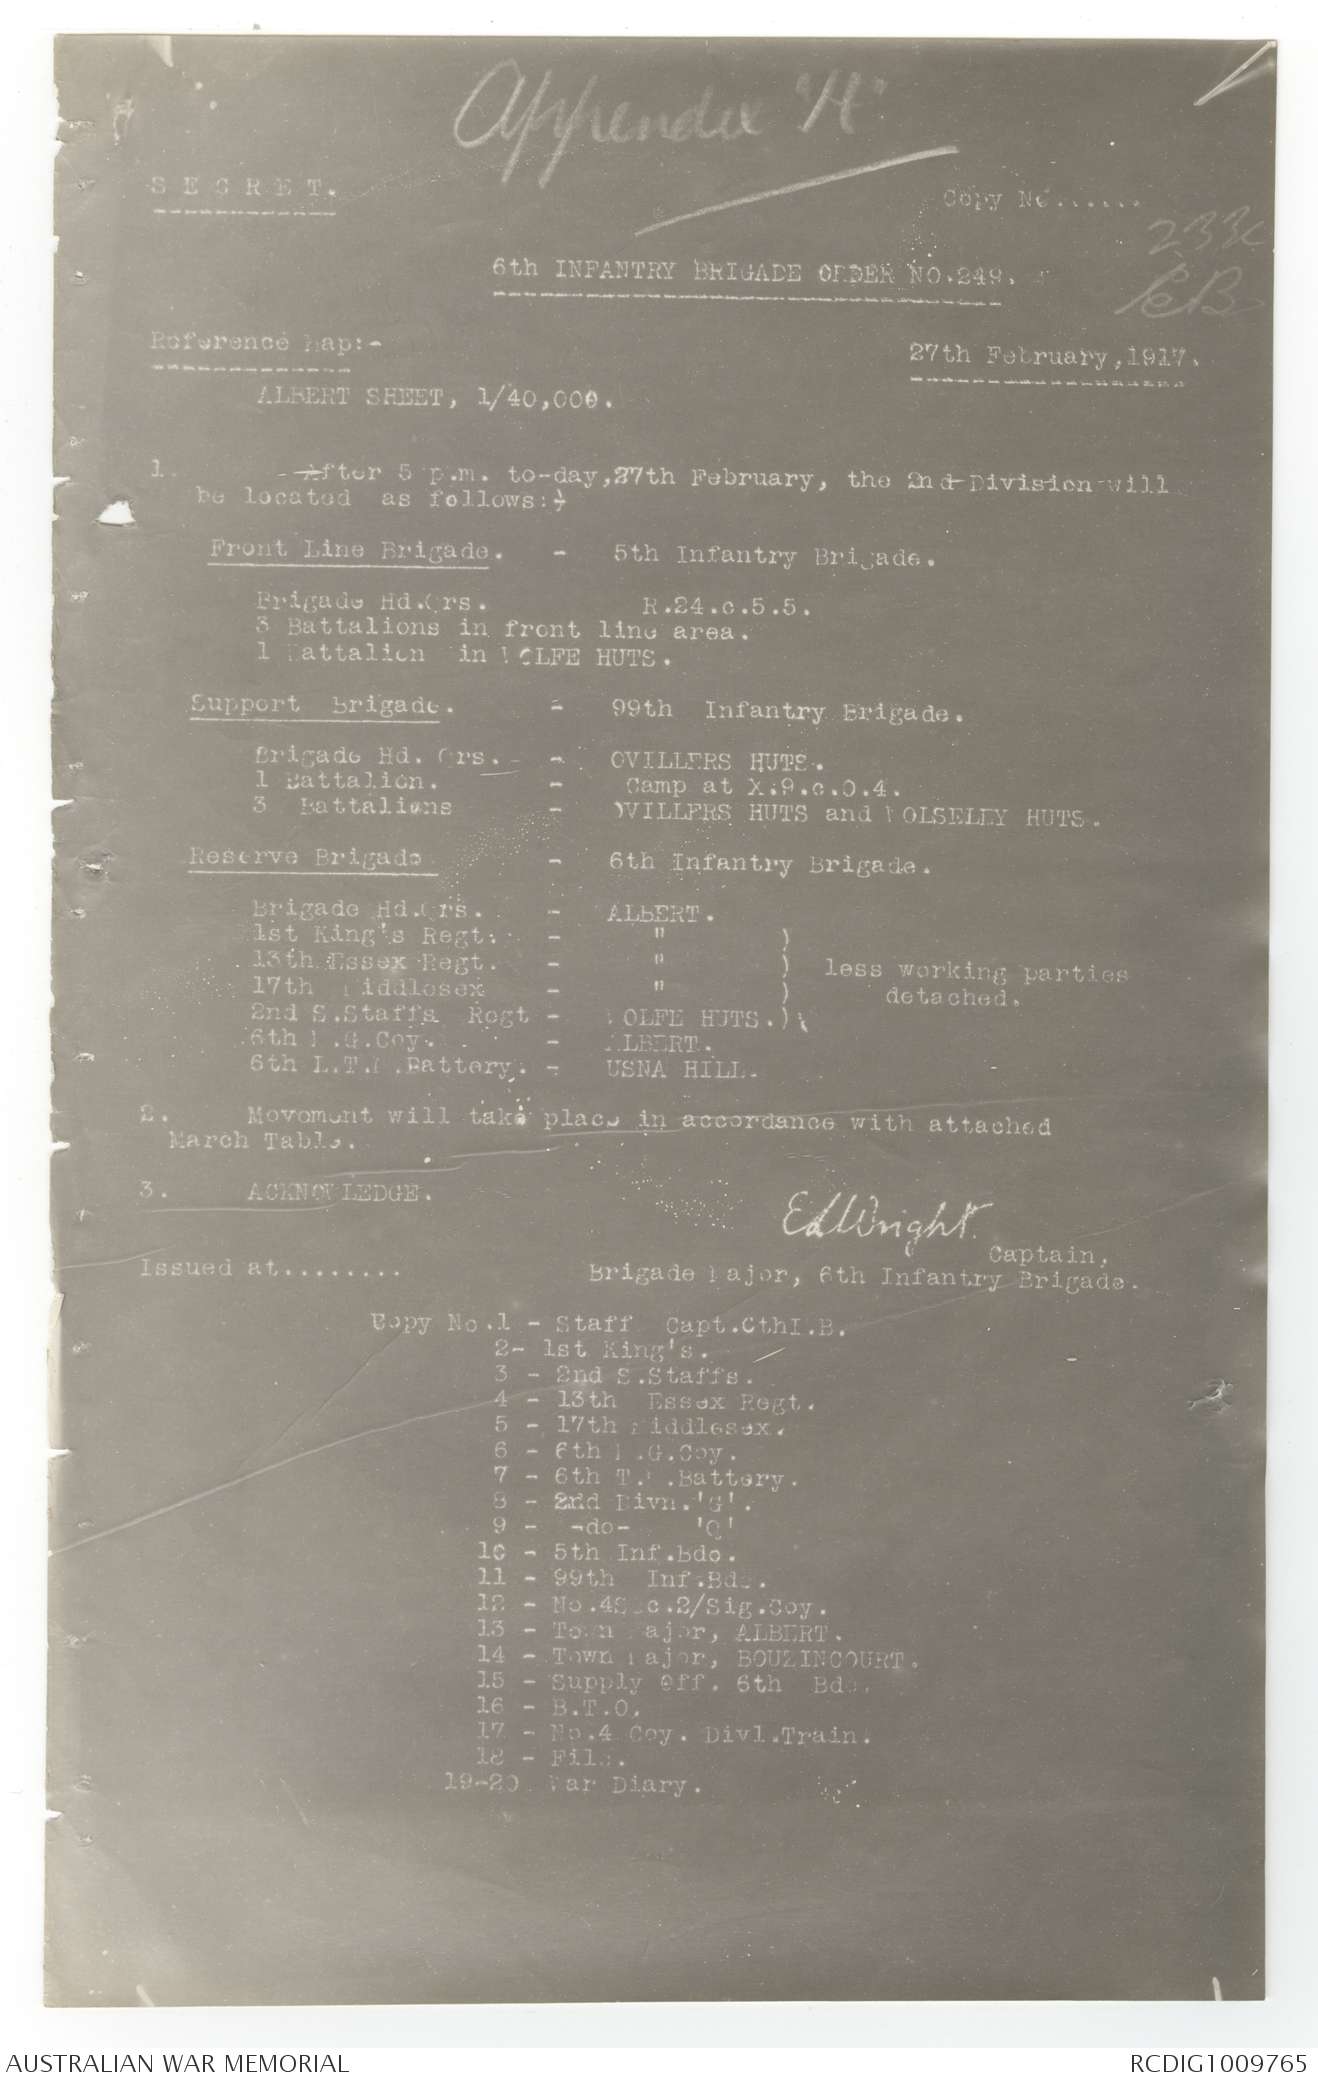 Appendix "H"
SECRET.
Copy No......
233c
6th INFANTRY BRIGADE ORDER NO.249.
Reference Map:-
27th February,1917.
ALBERT SHEET, 1/40,000.
1. After 5 p.m. to-day,27th February, the 2nd Division will
be located as follows:-
Front Line Brigade. - 5th Infantry Brigade.
Brigade Hd.Qrs. R.24.c.5.5.
3 Battalions in front line area.
1 Battalion in WOLFE HUTS.
Support Brigade. - 99th Infantry Brigade.
Brigade Hd. Qrs. - OVILLERS HUTS.
1 Battalion. - Camp at X.9.c.0.4.
3 Battalions - OVILLERS HUTS and WOLSELEY HUTS.
Reserve Brigade - 6th Infantry Brigade.
Brigade Hd.Qrs. - ALBERT.
1st King's Regt. - " )
13th Essex Regt. - " ) less working parties
17th Middlesex - " ) detached.
2nd S.Staffs Regt - WOLFE HUTS.)
6th M.G.Coy. - ALBERT.
6th L.T.M.Battery. - USNA HILL.
2. Movement will take place in accordance with attached
March Table.
3. ACKNOWLEDGE.
E L Wright.
Captain,
Issued at.........
Brigade Major, 6th Infantry Brigade.
Copy No.1 - Staff Capt.6thI.B.
2- 1st King's.
3 - 2nd S.Staffs.
4 - 13th Essex Regt.
5 - 17th Middlesex.
6 - 6th M.G.Coy.
7 - 6th T.M.Battery.
8 - 2nd Divn.'G'.
9 - -do- 'Q'
10 - 5th Inf.Bde.
11 - 99th Inf.Bde.
12 - No.4Sec.2/Sig.Coy.
13 - Town Major, ALBERT.
14 - Town Major, BOUZINCOURT.
15 - Supply Off. 6th Bde.
16 - B.T.O.
17 - No.4 Coy. Divl.Train.
18 - File.
19-20 War Diary.
AUSTRALIAN WAR MEMORIAL
RCDIG1009765